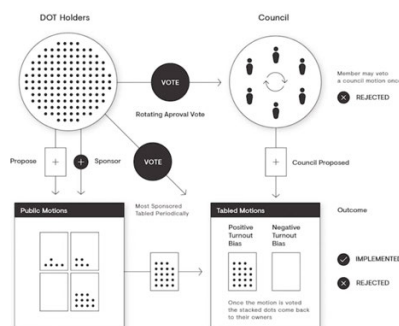 DOT Holders
Council
VOTE
Rotating Aproval Vote
Member may veto
a council motion once
REJECTED
Propose
Sponsor
VOTE
Council Proposed
Most Sponsored
Tabled Periodically
Public Motions
Tabled Motions
Outcome
Positive
Turnout
Bias
Negative
Turnout
Bias
IMPLEMENTED
REJECTED
Once the motion is voted
the stacked dots come back
to their owners